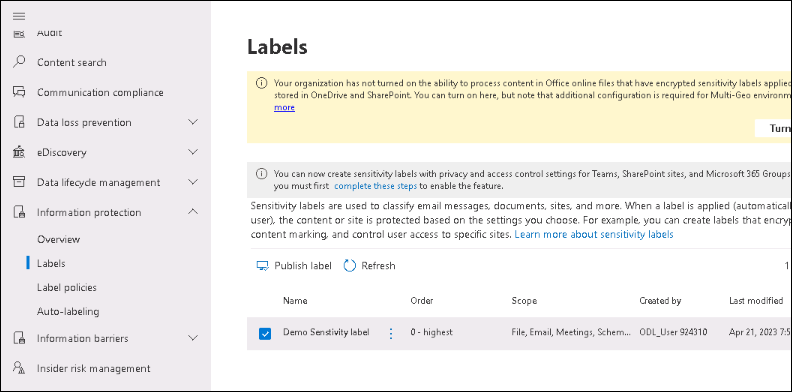 Audit
Content search
Communication compliance
Data loss prevention
eDiscovery
Data lifecycle management
Information protection
Overview
Labels
Label policies
Auto-labeling
Information barriers
Insider risk management
Labels
Your organization has not turned on the ability to process content in Office online files that have encrypted sensitivity labels applied
stored in OneDrive and SharePoint. You can turn on here, but note that additional configuration is required for Multi-Geo environm
more
Turn
You can now create sensitivity labels with privacy and access control settings for Teams, SharePoint sites, and Microsoft 365 Groups
you must first complete these steps to enable the feature.
Sensitivity labels are used to classify email messages, documents, sites, and more. When a label is applied (automaticall
user), the content or site is protected based on the settings you choose. For example, you can create labels that encryp
content marking, and control user access to specific sites. Learn more about sensitivity labels
Publish label Refresh 1
Name Order Scope Created by Last modified
Demo Senstivity label 0 - highest File, Email, Meetings, Schem... ODL_User 924310 Apr 21, 2023 7:5